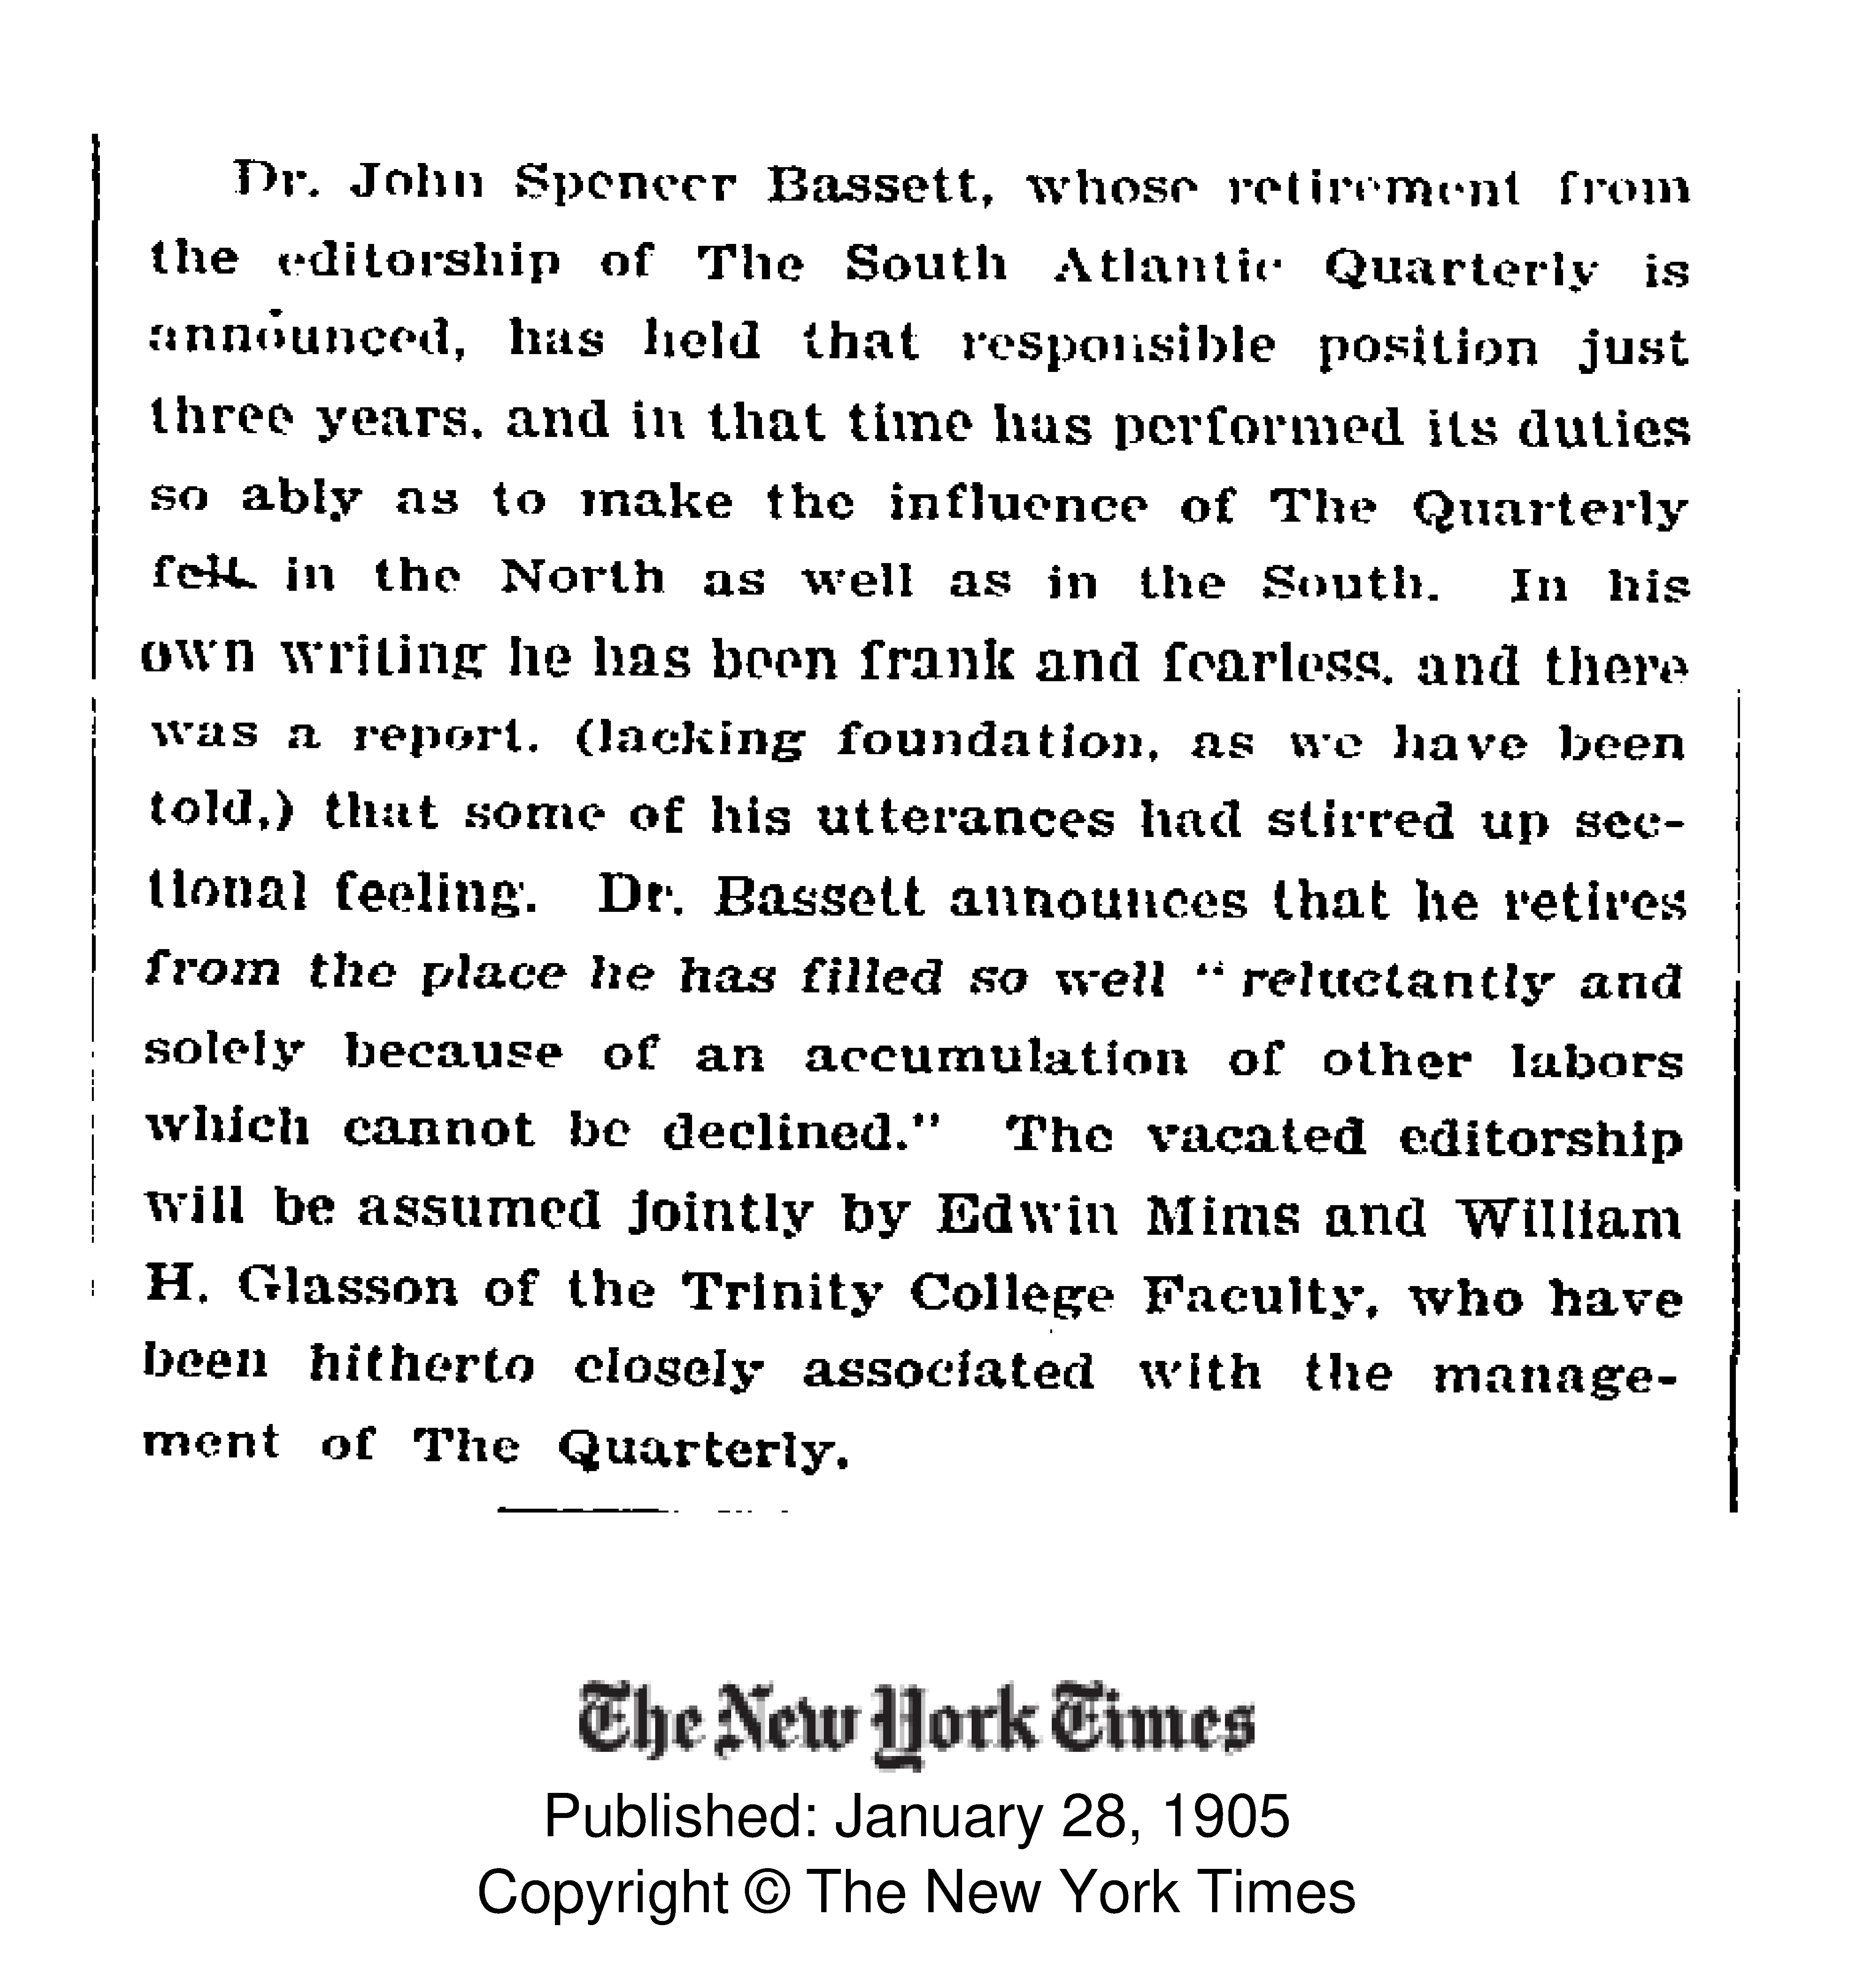 Dr. John Spencer Bassett, whose retirement from
the editorship of The South Atlantic Quarterly is
announced, has held that responsible position just
three years, and in that time has performed its duties
so ably as to make the influence of The Quarterly
felt in the North as well as in the South. In his
own writing he has been frank and fearless, and there
was a report, (lacking foundation, as we have been
told,) that some of his utterances had stirred up sec-
tional feeling. Dr. Bassett announces that he retires
from the place he has filled so well "reluctantly and
solely because of an accumulation of other labors
which cannot be declined." The vacated editorship
will be assumed jointly by Edwin Mims and William
H. Glasson of the Trinity College Faculty, who have
been hitherto closely associated with the manage-
ment of The Quarterly.
The New York Times
Published: January 28, 1905
Copyright © The New York Times